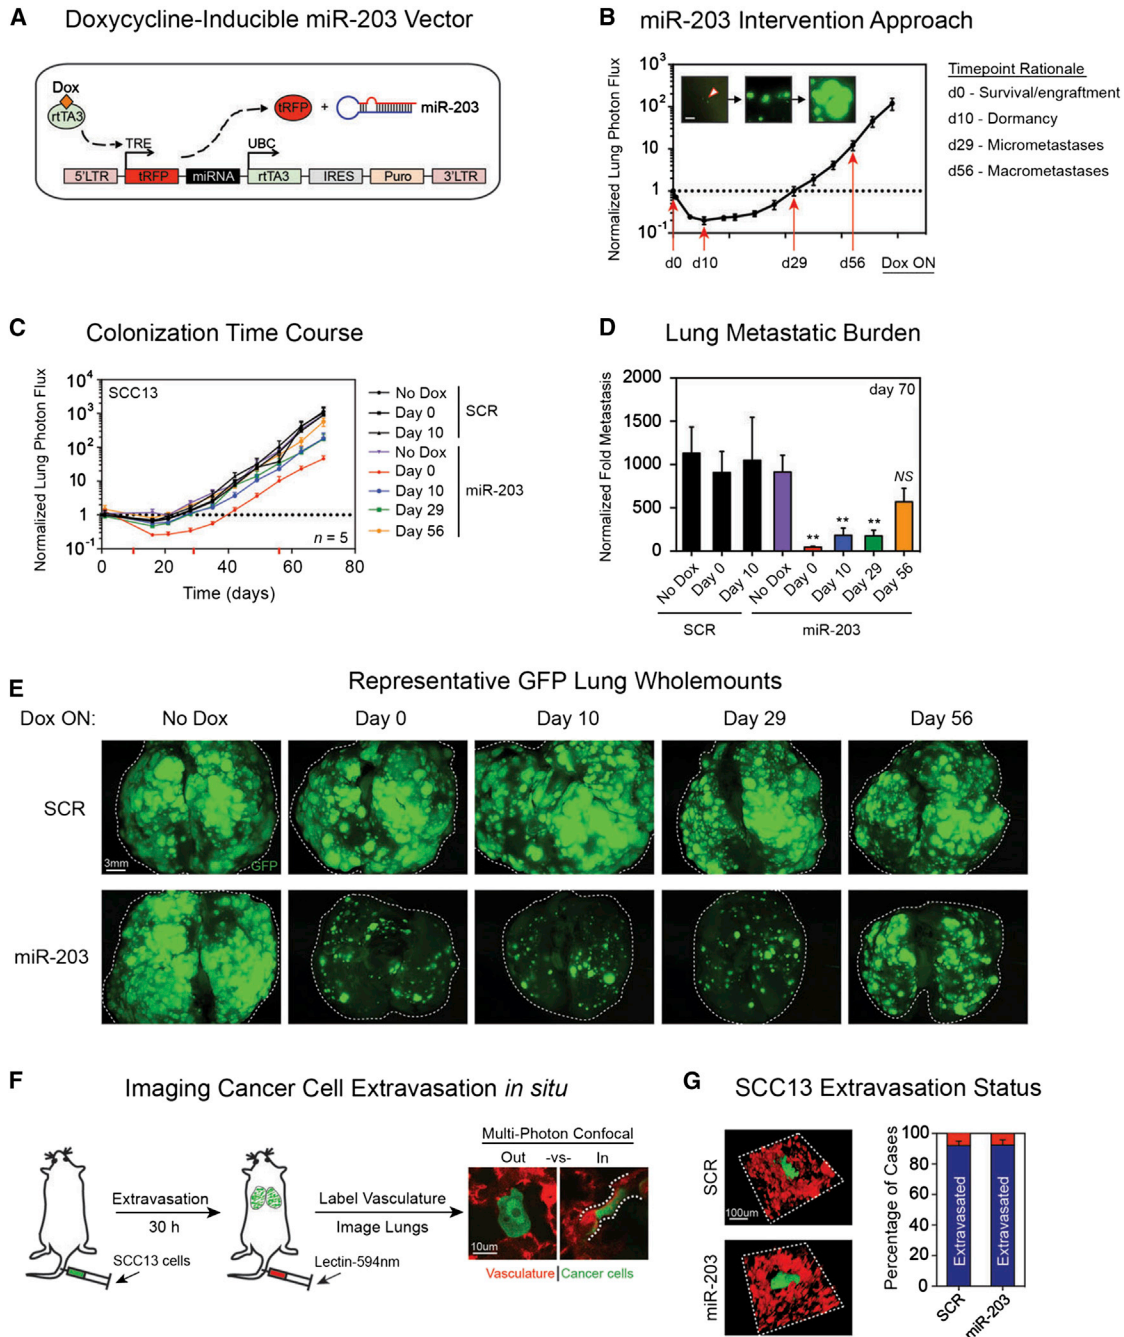 A Doxycycline-Inducible miR-203 Vector
Dox
rtTA3
tRFP
+
miR-203
TRE
UBC
5'LTR
tRFP
miRNA
rtTA3
IRES
Puro
3'LTR
B miR-203 Intervention Approach
Normalized Lung Photon Flux
10³
10²
10
1
10⁻¹
d0
d10
d29
d56
Dox ON
Timepoint Rationale
d0 - Survival/engraftment
d10 - Dormancy
d29 - Micrometastases
d56 - Macrometastases
C Colonization Time Course
SCC13
Normalized Lung Photon Flux
10⁴
10³
10²
10
1
10⁻¹
0 20 40 60 80
Time (days)
n = 5
No Dox
Day 0
Day 10
SCR
No Dox
Day 0
Day 10
Day 29
Day 56
miR-203
D Lung Metastatic Burden
day 70
Normalized Fold Metastasis
2000
1500
1000
500
0
**
**
**
NS
No Dox
Day 0
Day 10
No Dox
Day 0
Day 10
Day 29
Day 56
SCR
miR-203
E Representative GFP Lung Wholemounts
Dox ON: No Dox Day 0 Day 10 Day 29 Day 56
SCR
3mm
GFP
miR-203
F Imaging Cancer Cell Extravasation in situ
Extravasation
30 h
SCC13 cells
Label Vasculature
Image Lungs
Lectin-594nm
Multi-Photon Confocal
Out -vs- In
10um
Vasculature | Cancer cells
G SCC13 Extravasation Status
SCR
100um
miR-203
Percentage of Cases
100
80
60
40
20
0
Extravasated
Extravasated
SCR
miR-203